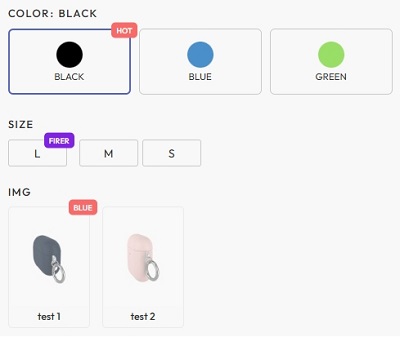 COLOR: BLACK
HOT
BLACK
BLUE
GREEN
SIZE
FIRER
L
M
S
IMG
BLUE
test 1
test 2